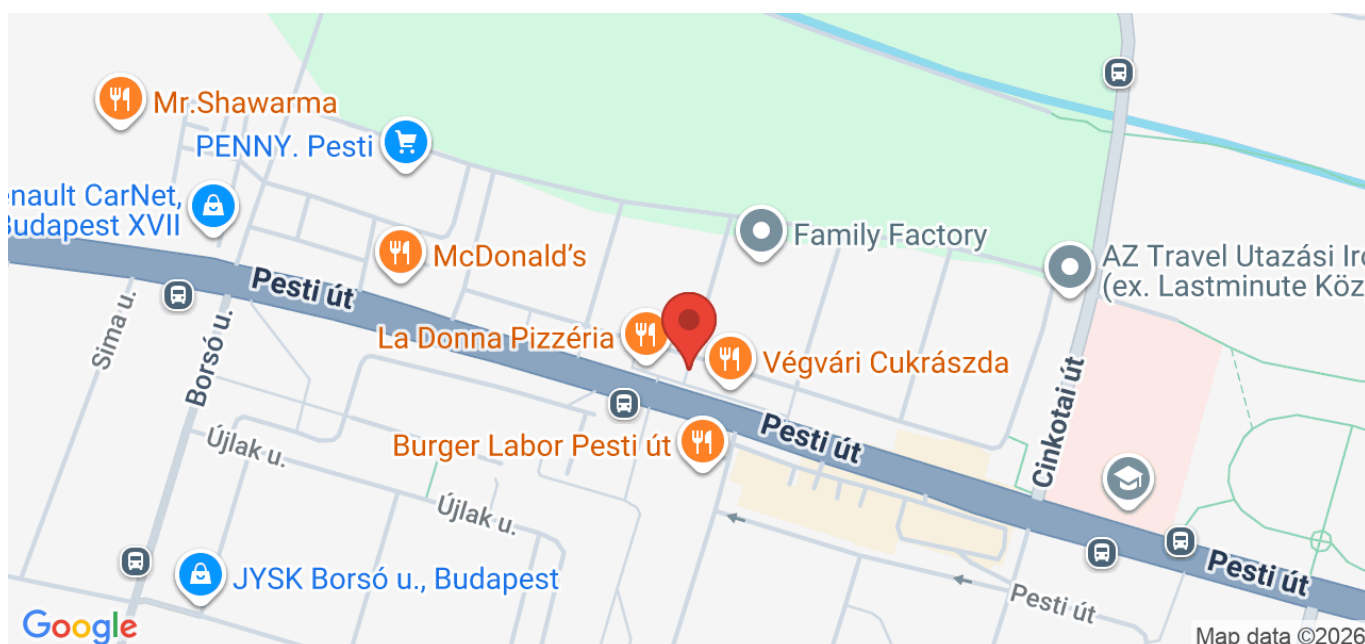 Mr.Shawarma
PENNY. Pesti
enault CarNet,
Budapest XVII
McDonald's
Family Factory
AZ Travel Utazási Iro
(ex. Lastminute Köz
Pesti út
Sima u.
Borsó u.
La Donna Pizzéria
Végvári Cukrászda
Cinkotai út
Újlak u.
Burger Labor Pesti út
Pesti út
Újlak u.
JYSK Borsó u., Budapest
Pesti út
Pesti út
Google
Map data ©2026